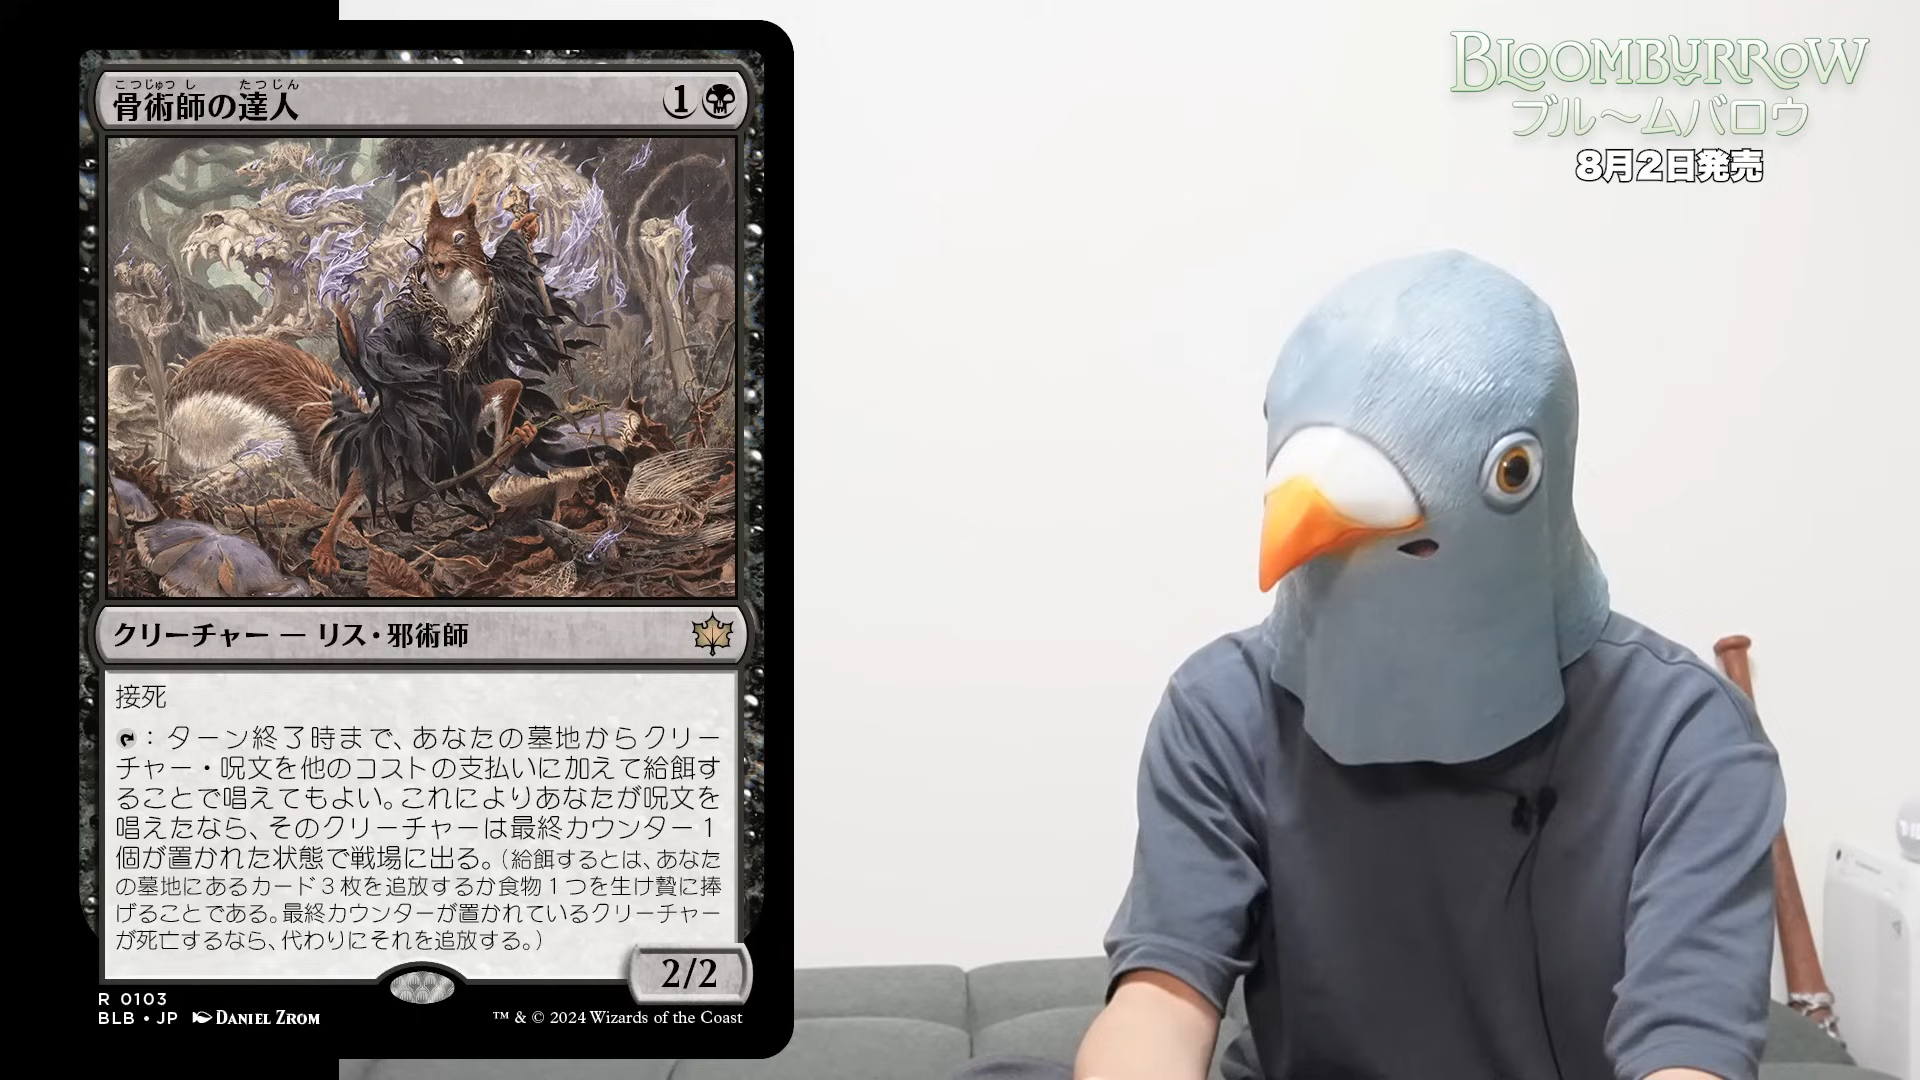 こつじゅつし たつじん
骨術師の達人
1
クリーチャー — リス・邪術師
接死
：ターン終了時まで、あなたの墓地からクリー
チャー・呪文を他のコストの支払いに加えて給餌す
ることで唱えてもよい。これによりあなたが呪文を
唱えたなら、そのクリーチャーは最終カウンター１
個が置かれた状態で戦場に出る。（給餌するとは、あなた
の墓地にあるカード３枚を追放するか食物１つを生け贄に捧
げることである。最終カウンターが置かれているクリーチャー
が死亡するなら、代わりにそれを追放する。）
2/2
R 0103
BLB • JP DANIEL ZROM
™ & © 2024 Wizards of the Coast
BLOOMBURROW
ブルームバロウ
8月2日発売